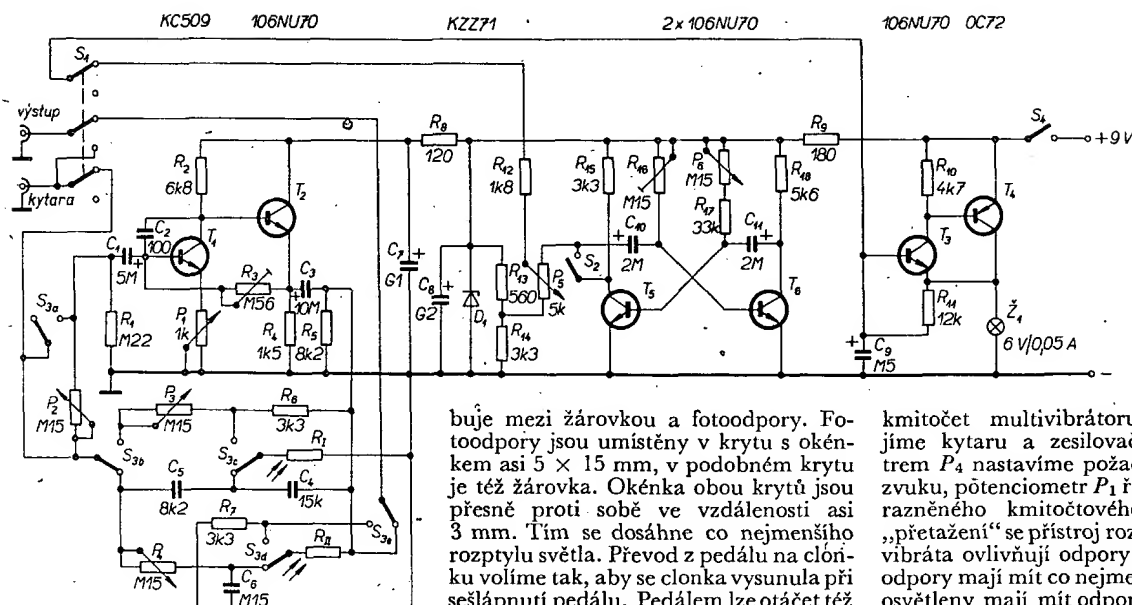 KC509 106NU70 KZZ71 2×106NU70 106NU70 OC72
S1
výstup
kytara
S3a
R1
M22
C1
5M
C2
100
R2
6k8
T1
P1
1k
R3
M56
T2
R4
1k5
C3
10M
R5
8k2
C7
G1
R8
120
C8
G2
D1
R12
1k8
R13
560
R14
3k3
P5
5k
S2
R15
3k3
C10
2M
T5
R16
M15
P6
M15
R17
33k
C11
2M
R18
5k6
T6
R9
180
C9
M5
R10
4k7
T3
R11
12k
T4
Ž1
6 V/0,05 A
S4
+9V
-
P2
M15
S3b
P3
M15
R6
3k3
S3c
RI
C5
8k2
C4
15k
R7
3k3
S3d
RII
S3e
P4
M15
C6
M15
buje mezi žárovkou a fotoodpory. Fo-
toodpory jsou umístěny v krytu s okén-
kem asi 5 × 15 mm, v podobném krytu
je též žárovka. Okénka obou krytů jsou
přesně proti sobě ve vzdálenosti asi
3 mm. Tím se dosáhne co nejmenšího
rozptylu světla. Převod z pedálu na clon-
ku volíme tak, aby se clonka vysunula při
sešlápnutí pedálu. Pedálem lze otáčet též
kmitočet multivibrátoru
jíme kytaru a zesilovač
trem P4 nastavíme požad
zvuku, potenciometr P1 ř
razněného kmitočtového
„přetažení“ se přístroj roz
vibráta ovlivňují odpory
odpory mají mít co nejme
osvětleny mají mít odpor